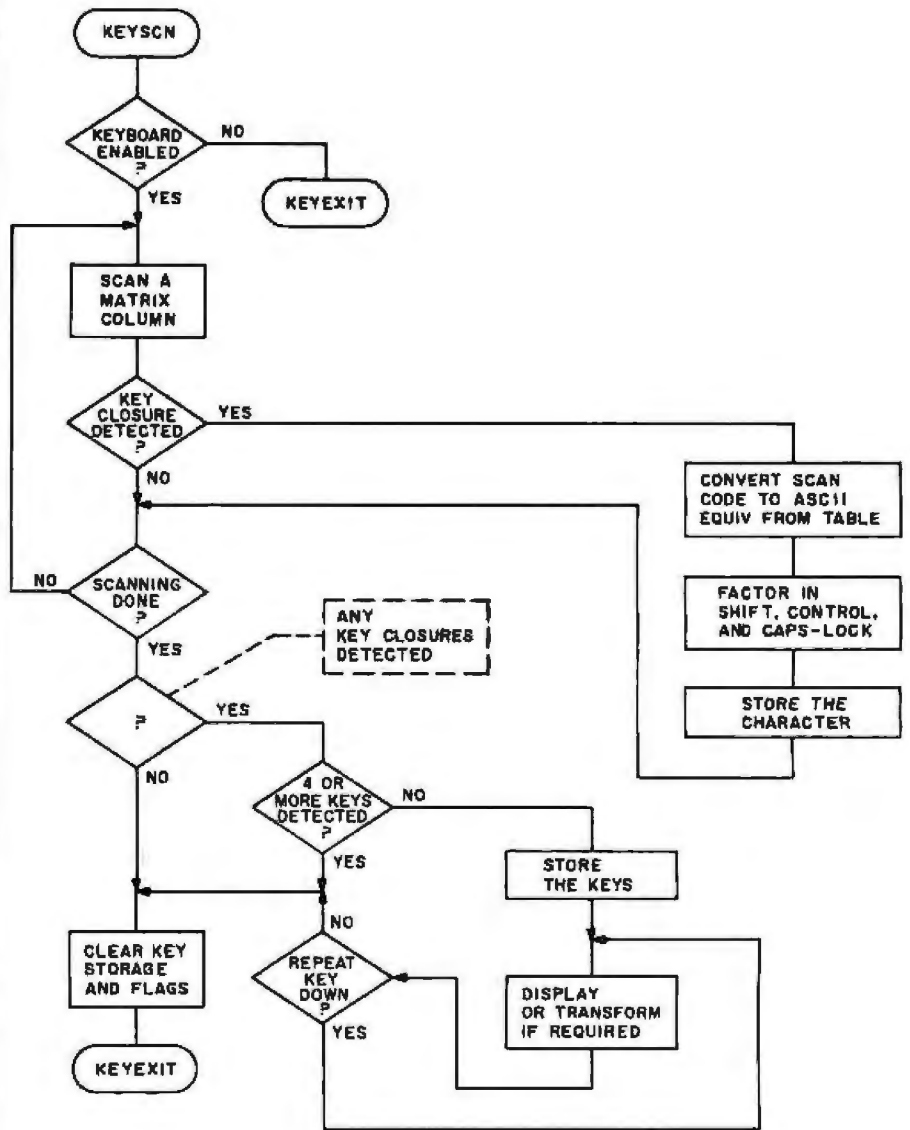 KEYSCN
KEYBOARD
ENABLED
?
NO
KEYEXIT
YES
SCAN A
MATRIX
COLUMN
KEY
CLOSURE
DETECTED
?
YES
NO
CONVERT SCAN
CODE TO ASCII
EQUIV FROM TABLE
FACTOR IN
SHIFT, CONTROL,
AND CAPS-LOCK
STORE THE
CHARACTER
NO
SCANNING
DONE
?
YES
ANY
KEY CLOSURES
DETECTED
?
YES
NO
4 OR
MORE KEYS
DETECTED
?
NO
YES
STORE
THE KEYS
NO
CLEAR KEY
STORAGE
AND FLAGS
REPEAT
KEY
DOWN
?
YES
DISPLAY
OR TRANSFORM
IF REQUIRED
KEYEXIT